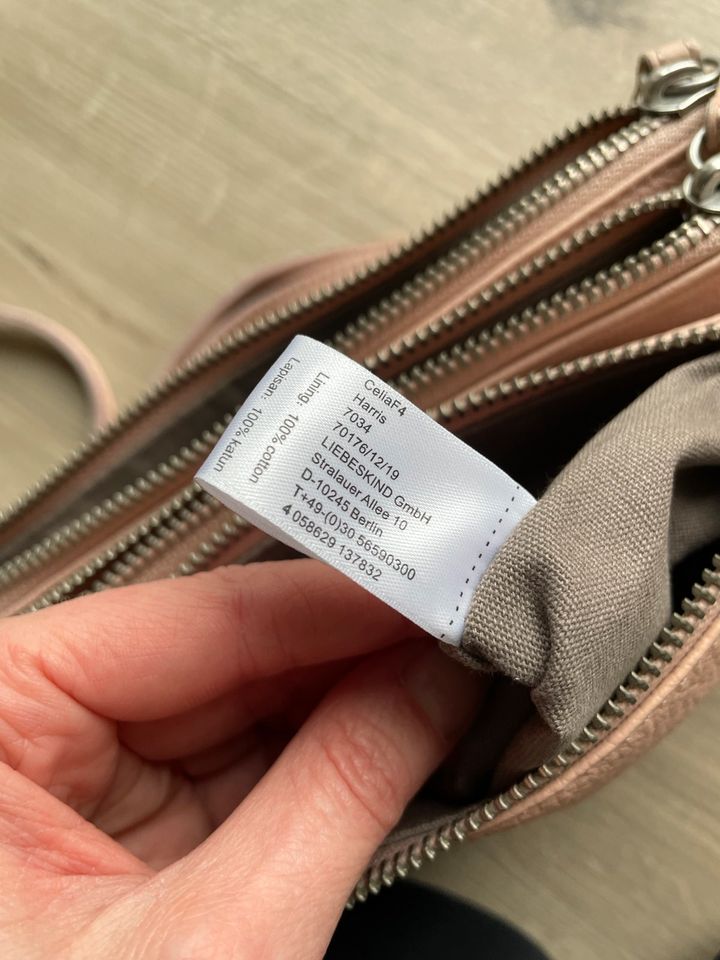 CeliaF4
Harris
7034
70176/12/19
LIEBESKIND GmbH
Stralauer Allee 10
D-10245 Berlin
T+49-(0)30 56590300
4 058629 137832
Lining 100% cotton
Lapisan: 100% katun